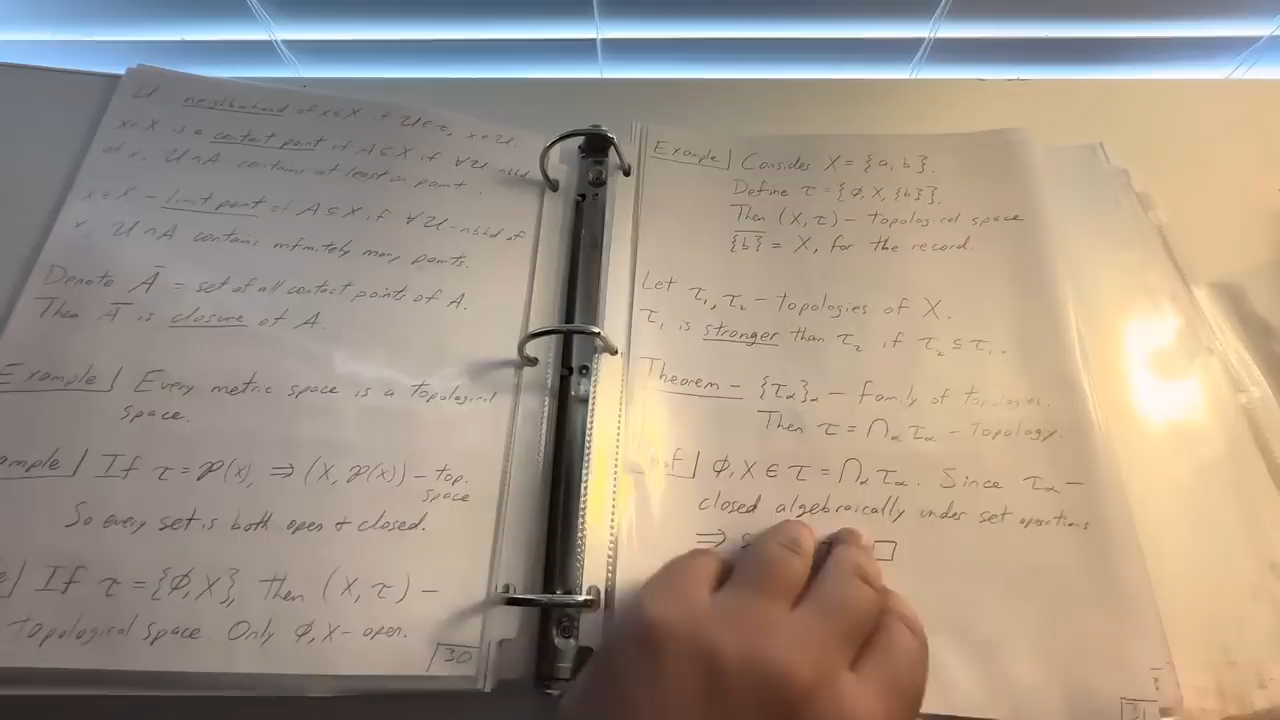 U neighborhood of x∈X if U∈τ, x∈U.
x∈X is a contact point of A⊆X if ∀U nbhd
of x, U∩A contains at least on point.
x∈X - limit point of A⊆X, if ∀U-nbhd of
x, U∩A contains infinitely many points.
Denote Ā = set of all contact points of A.
Then Ā is closure of A.
Example] Every metric space is a topological
space.
ample] If τ = P(x), ⇒ (X, P(x)) - top.
space
So every set is both open + closed.
e] If τ = {∅, X}, then (X, τ) -
topological space. Only ∅, X - open.
30
Example] Consider X = {a, b}.
Define τ = {∅, X, {b}}.
Then (X, τ) - topological space
\overline{{b}} = X, for the record.
Let τ₁, τ₂ - topologies of X.
τ₁ is stronger than τ₂ if τ₂ ⊆ τ₁.
Theorem - {τ_α}_α - family of topologies.
Then τ = ⋂_α τ_α - topology.
of] ∅, X ∈ τ = ⋂_α τ_α. Since τ_α -
closed algebraically under set operations
⇒ □
31